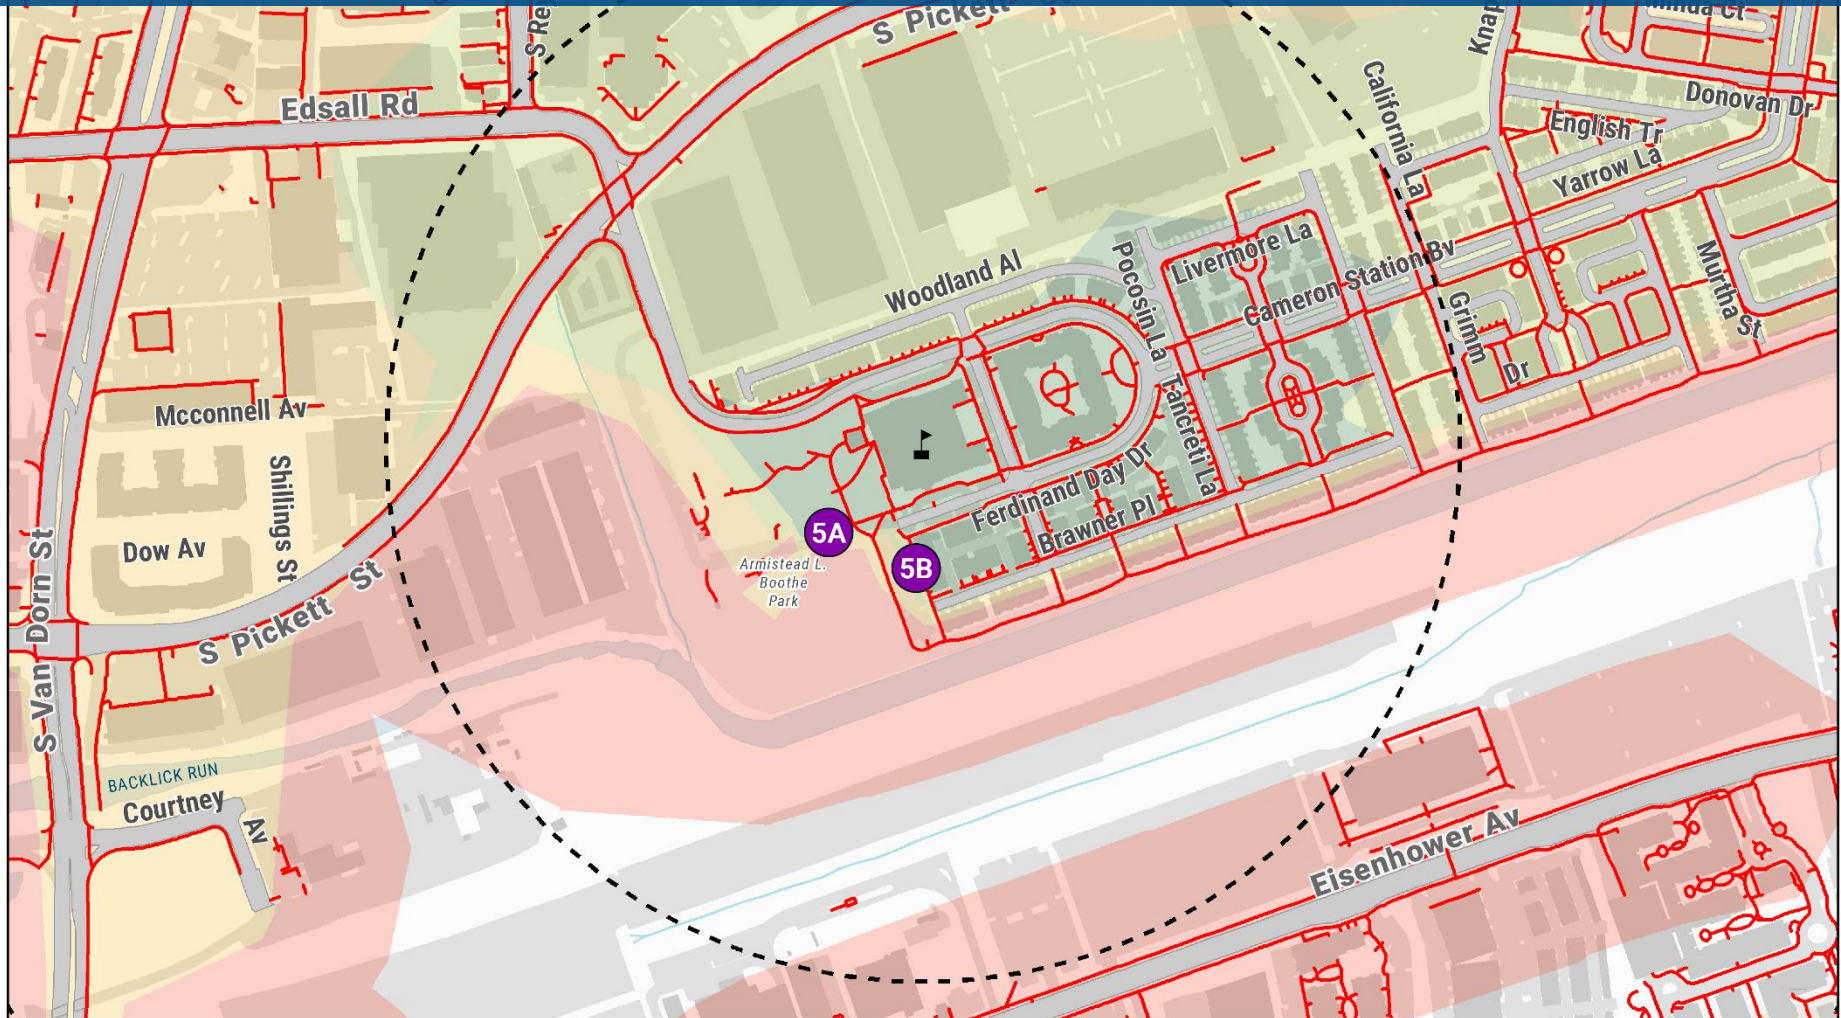 S Pickett
S Re
Knap
Minda Ct
Edsall Rd
California La
Donovan Dr
English Tr
Yarrow La
Livermore La
Pocosin La
Woodland Al
Cameron Station Bv
Grimm
Dr
Murtha St
Tancreti La
Mcconnell Av
Shillings St
Ferdinand Day Dr
Brawner Pl
5A
5B
Armistead L.
Boothe
Park
Dow Av
S Van Dorn St
S Pickett St
BACKLICK RUN
Courtney Av
Eisenhower Av